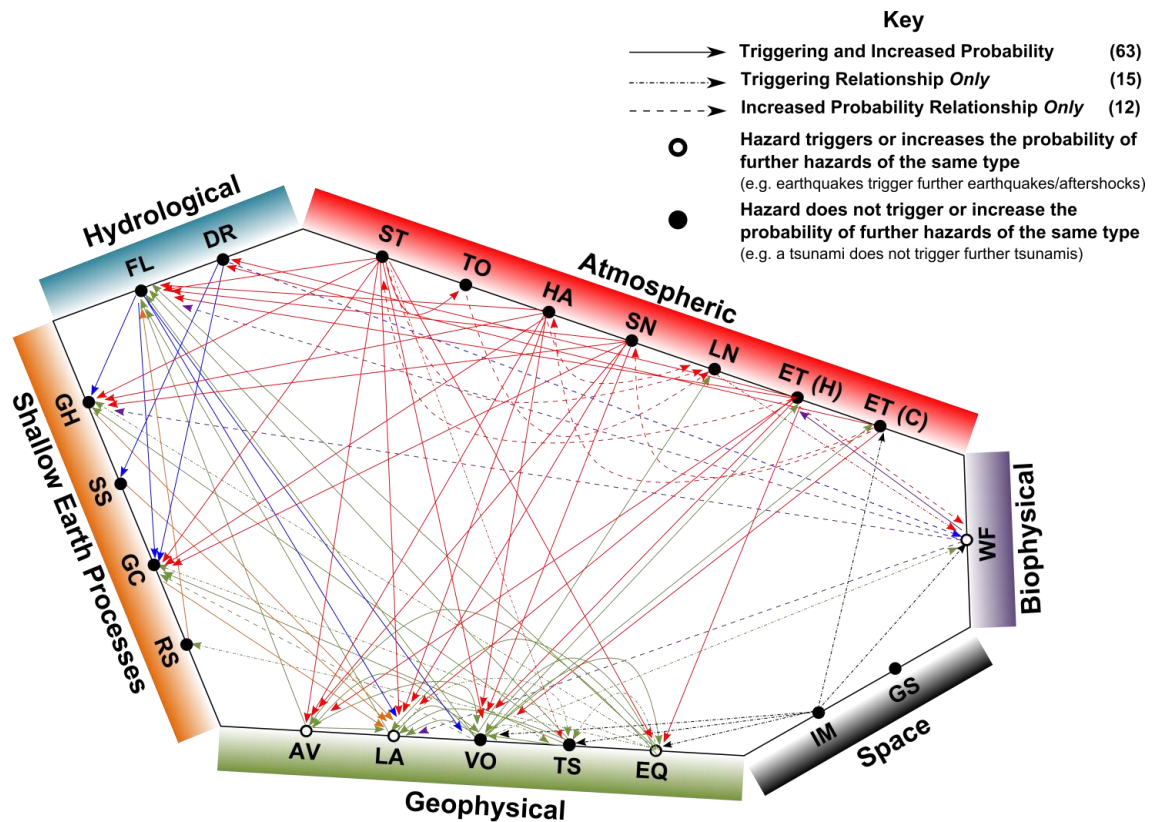 Key
Triggering and Increased Probability (63)
Triggering Relationship Only (15)
Increased Probability Relationship Only (12)
Hazard triggers or increases the probability of
further hazards of the same type
(e.g. earthquakes trigger further earthquakes/aftershocks)
Hazard does not trigger or increase the
probability of further hazards of the same type
(e.g. a tsunami does not trigger further tsunamis)
Hydrological
FL
DR
Atmospheric
ST
TO
HA
SN
LN
ET (H)
ET (C)
Biophysical
WF
Space
GS
IM
Geophysical
AV
LA
VO
TS
EQ
Shallow Earth Processes
GH
SS
GC
RS